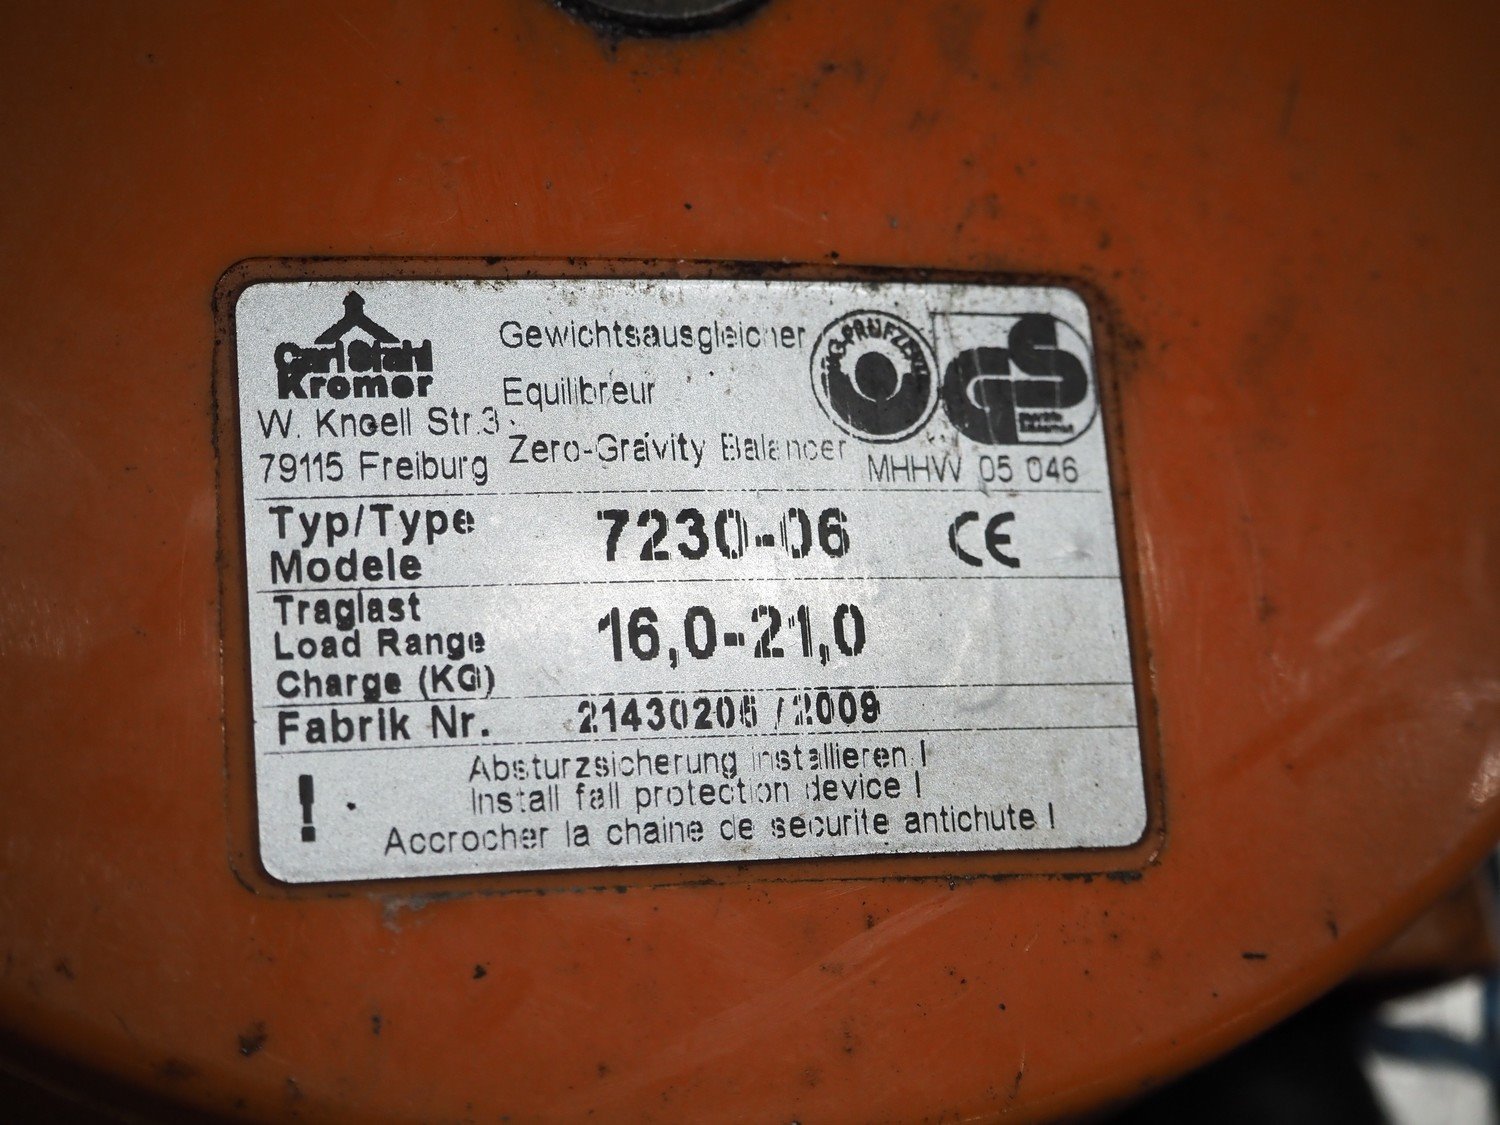 Carl Stahl
Kromer
W. Knoell Str.3
79115 Freiburg
Gewichtsausgleicher
Equilibreur
Zero-Gravity Balancer
MHHW 05 046
Typ/Type
Modele
7230-06
CE
Traglast
Load Range
Charge (KG)
16,0-21,0
Fabrik Nr.
21430206 /2009
!
Absturzsicherung installieren !
Install fall protection device !
Accrocher la chaine de securite antichute !